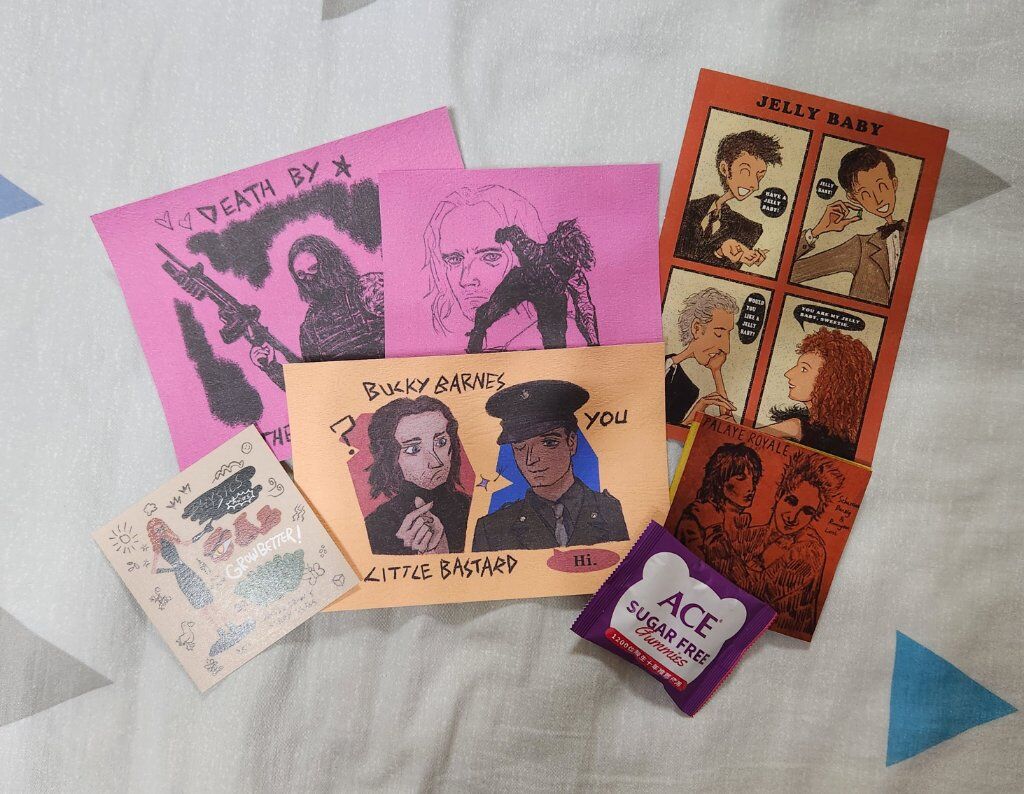 DEATH BY ★
THE
JELLY BABY
HAVE A
JELLY
BABY!
JELLY
BABY!
WOULD
YOU
LIKE A
JELLY
BABY?
YOU ARE MY JELLY
BABY, SWEETIE.
BUCKY BARNES
?
YOU
LITTLE BASTARD
Hi.
GROW BETTER!
PALAYE ROYALE
ACE
SUGAR FREE
Gummies